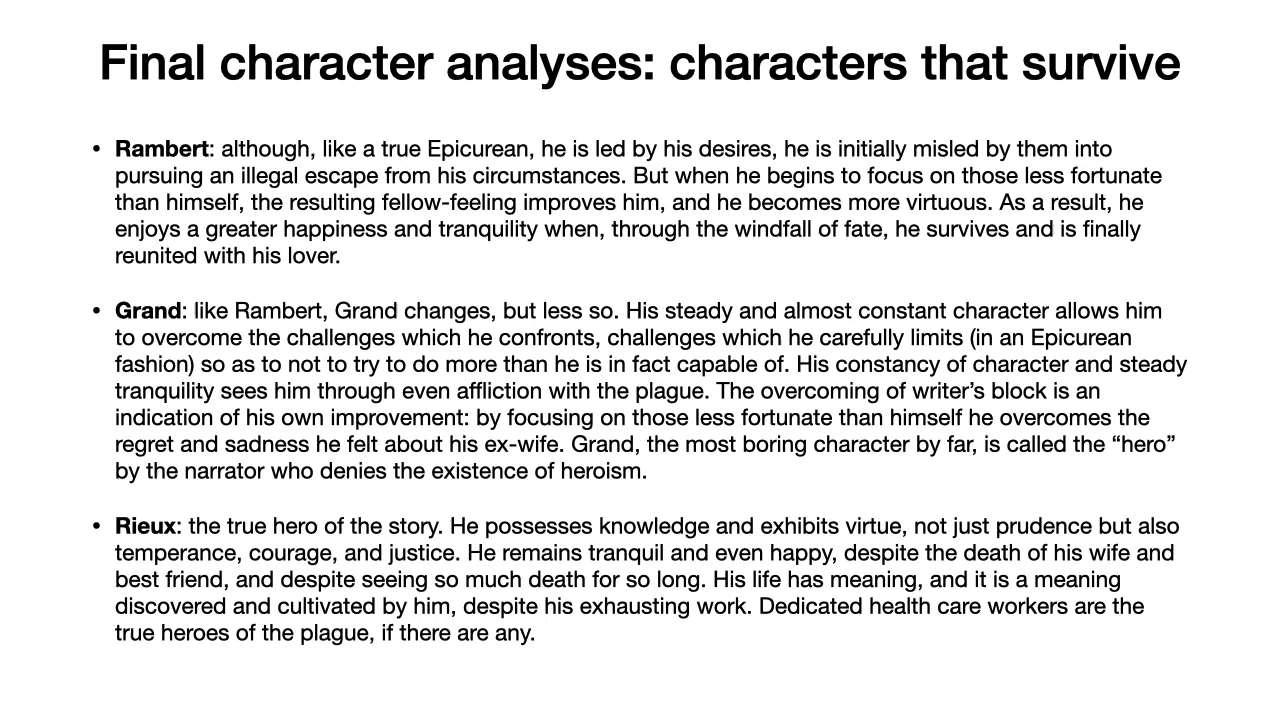 Final character analyses: characters that survive
• Rambert: although, like a true Epicurean, he is led by his desires, he is initially misled by them into
pursuing an illegal escape from his circumstances. But when he begins to focus on those less fortunate
than himself, the resulting fellow-feeling improves him, and he becomes more virtuous. As a result, he
enjoys a greater happiness and tranquility when, through the windfall of fate, he survives and is finally
reunited with his lover.
• Grand: like Rambert, Grand changes, but less so. His steady and almost constant character allows him
to overcome the challenges which he confronts, challenges which he carefully limits (in an Epicurean
fashion) so as to not to try to do more than he is in fact capable of. His constancy of character and steady
tranquility sees him through even affliction with the plague. The overcoming of writer’s block is an
indication of his own improvement: by focusing on those less fortunate than himself he overcomes the
regret and sadness he felt about his ex-wife. Grand, the most boring character by far, is called the “hero”
by the narrator who denies the existence of heroism.
• Rieux: the true hero of the story. He possesses knowledge and exhibits virtue, not just prudence but also
temperance, courage, and justice. He remains tranquil and even happy, despite the death of his wife and
best friend, and despite seeing so much death for so long. His life has meaning, and it is a meaning
discovered and cultivated by him, despite his exhausting work. Dedicated health care workers are the
true heroes of the plague, if there are any.